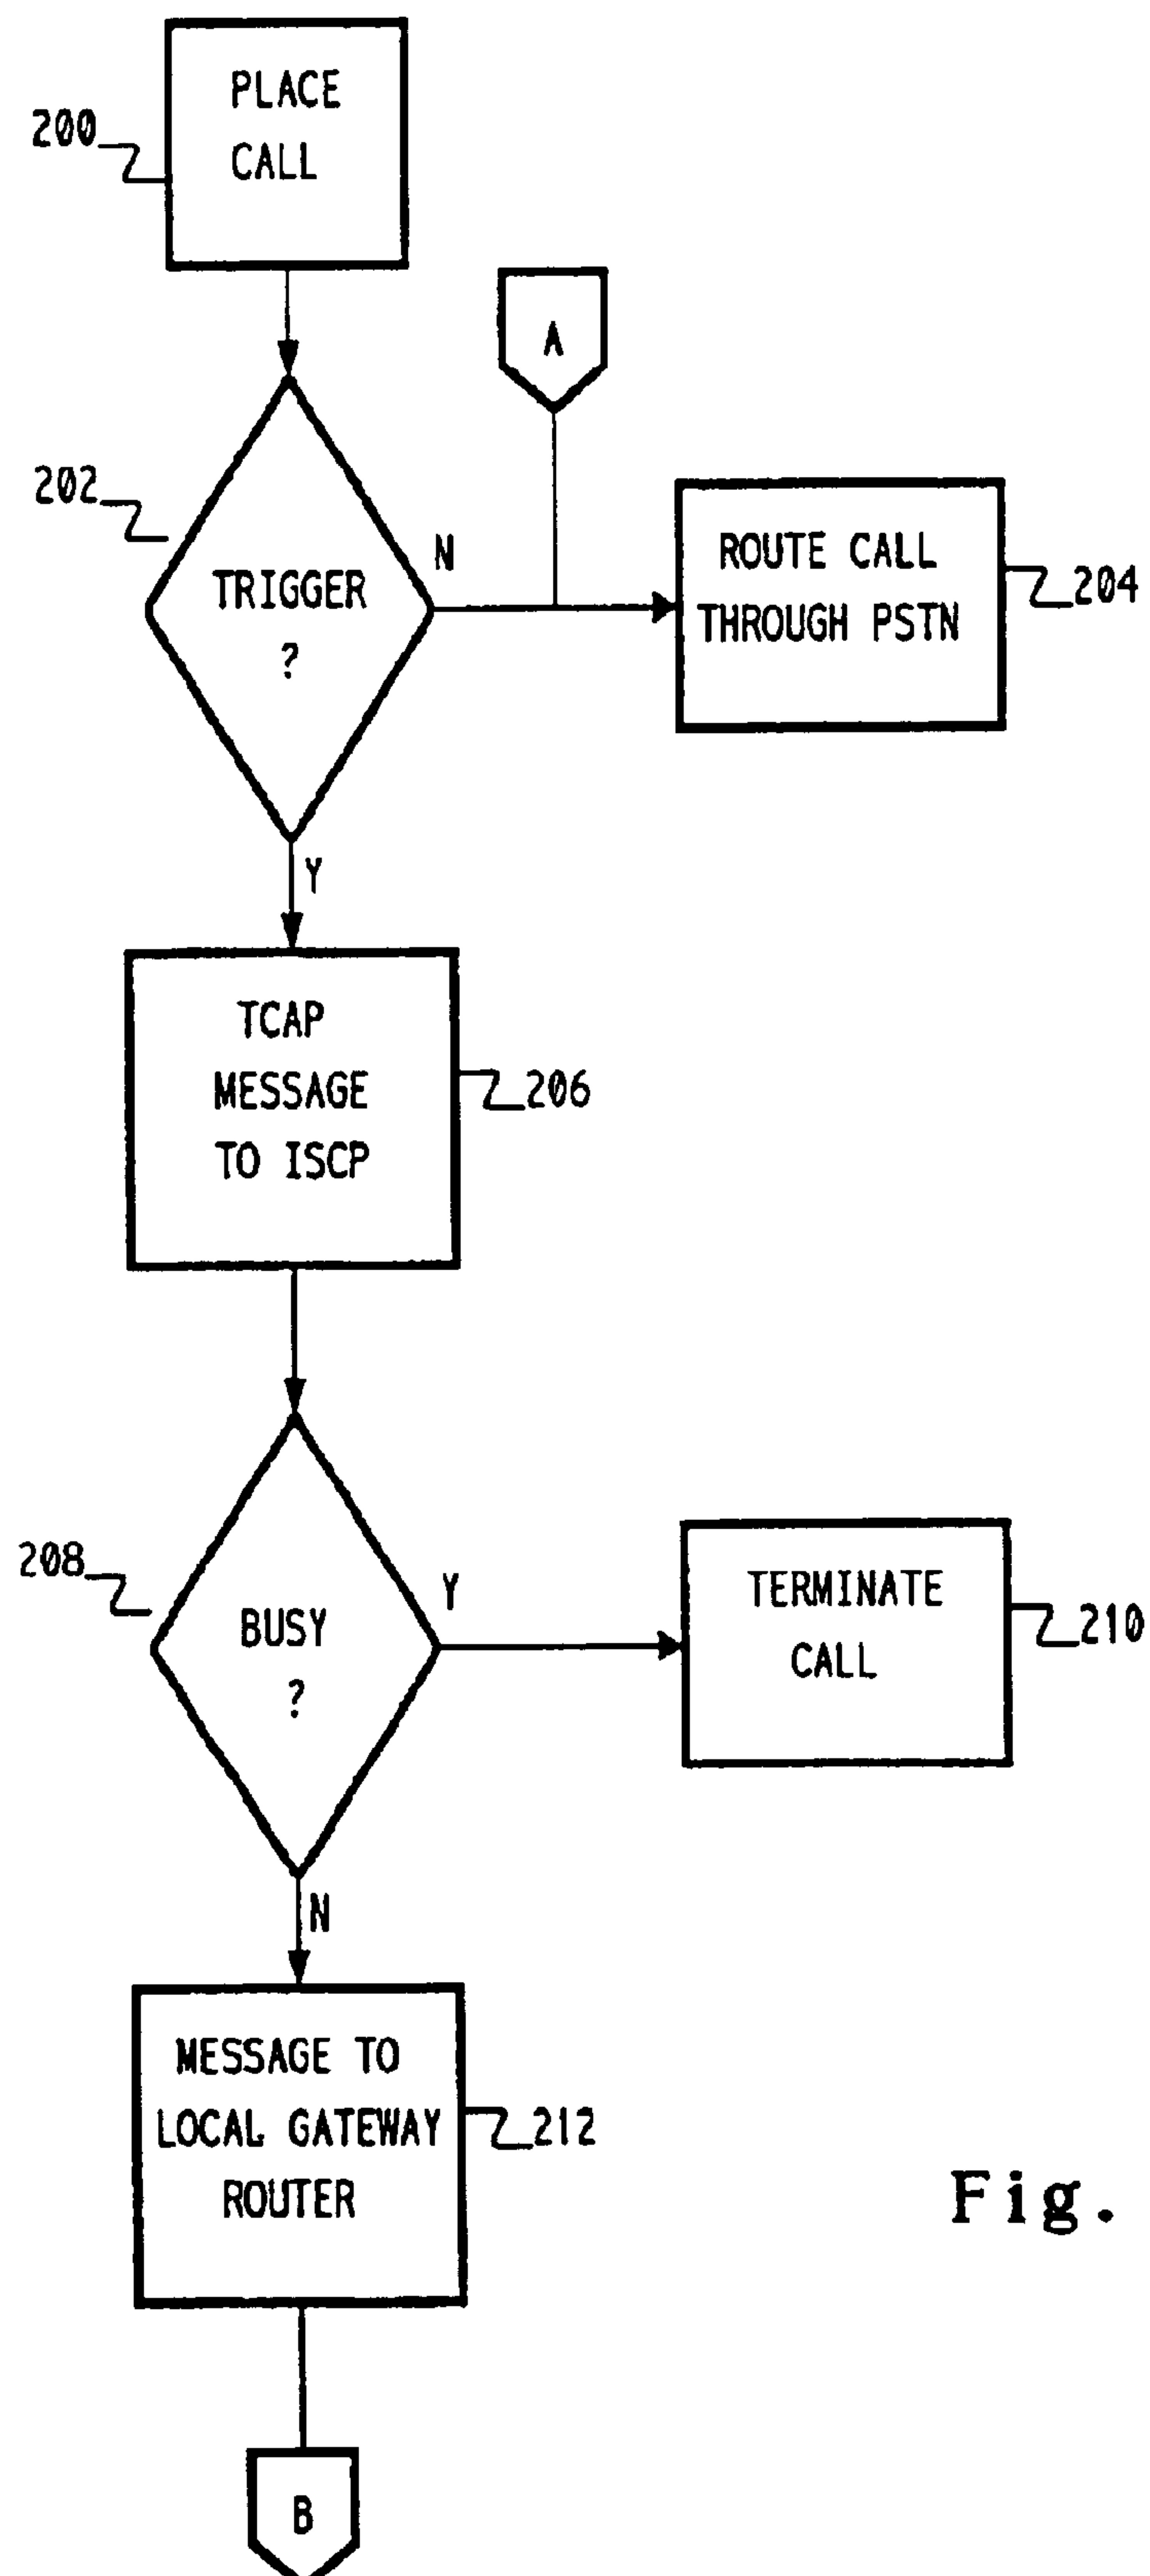 PLACE
CALL
200
A
202
TRIGGER
?
N
ROUTE CALL
THROUGH PSTN
204
Y
TCAP
MESSAGE
TO ISCP
206
208
BUSY
?
Y
TERMINATE
CALL
210
N
MESSAGE TO
LOCAL GATEWAY
ROUTER
212
Fig.
B